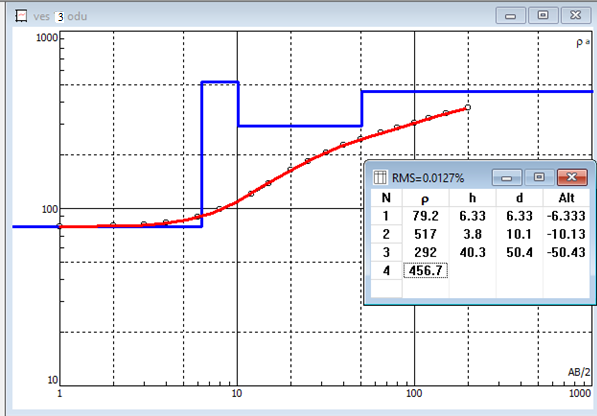 ves 3 odu
1000
ρ a
RMS=0.0127%
N ρ h d Alt
1 79.2 6.33 6.33 -6.333
2 517 3.8 10.1 -10.13
3 292 40.3 50.4 -50.43
4 456.7
100
10
AB/2
1 1 10 100 1000